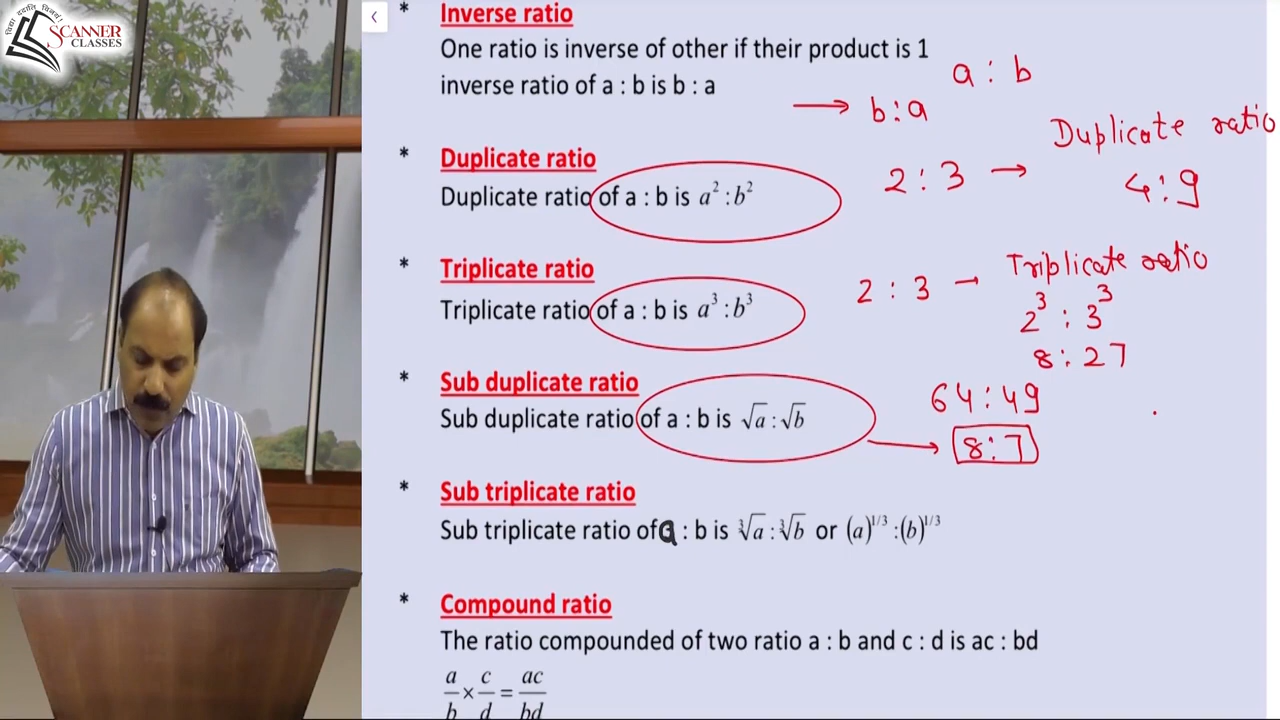 विद्या ददाति विनयं
SCANNER
CLASSES
* Inverse ratio
One ratio is inverse of other if their product is 1
inverse ratio of a : b is b : a
a : b
→ b : a
* Duplicate ratio
Duplicate ratio of a : b is a² : b²
Duplicate ratio
2 : 3 →
4 : 9
* Triplicate ratio
Triplicate ratio of a : b is a³ : b³
Triplicate ratio
2 : 3 →
2³ : 3³
8 : 27
* Sub duplicate ratio
Sub duplicate ratio of a : b is √a : √b
64 : 49
→ 8 : 7
* Sub triplicate ratio
Sub triplicate ratio of a : b is ∛a : ∛b or (a)^1/3 : (b)^1/3
* Compound ratio
The ratio compounded of two ratio a : b and c : d is ac : bd
a/b × c/d = ac/bd